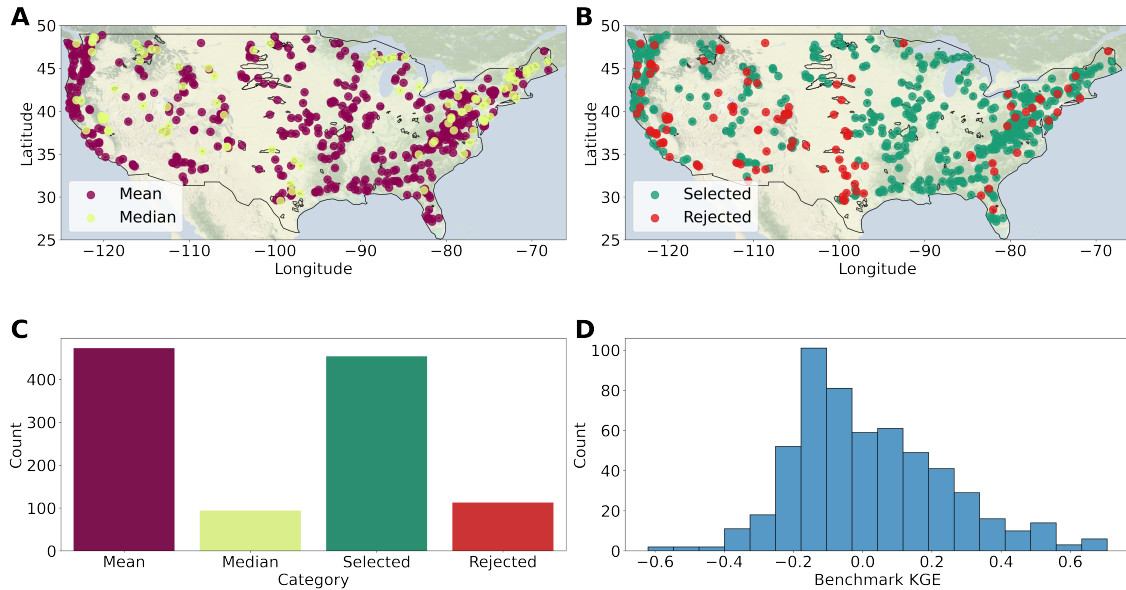 A
50
45
40
35
30
25
Latitude
Mean
Median
−120
−110
−100
−90
−80
−70
Longitude
B
50
45
40
35
30
25
Latitude
Selected
Rejected
−120
−110
−100
−90
−80
−70
Longitude
C
400
300
200
100
0
Count
Mean
Median
Selected
Rejected
Category
D
100
80
60
40
20
0
Count
−0.6
−0.4
−0.2
0.0
0.2
0.4
0.6
Benchmark KGE